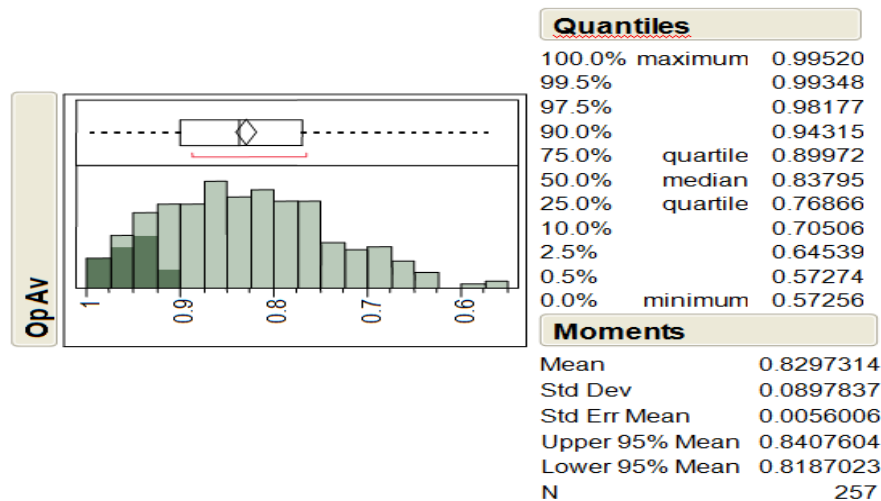 Op Av
1
0.9
0.8
0.7
0.6
Quantiles
100.0% maximum 0.99520
99.5% 0.99348
97.5% 0.98177
90.0% 0.94315
75.0% quartile 0.89972
50.0% median 0.83795
25.0% quartile 0.76866
10.0% 0.70506
2.5% 0.64539
0.5% 0.57274
0.0% minimum 0.57256
Moments
Mean 0.8297314
Std Dev 0.0897837
Std Err Mean 0.0056006
Upper 95% Mean 0.8407604
Lower 95% Mean 0.8187023
N 257